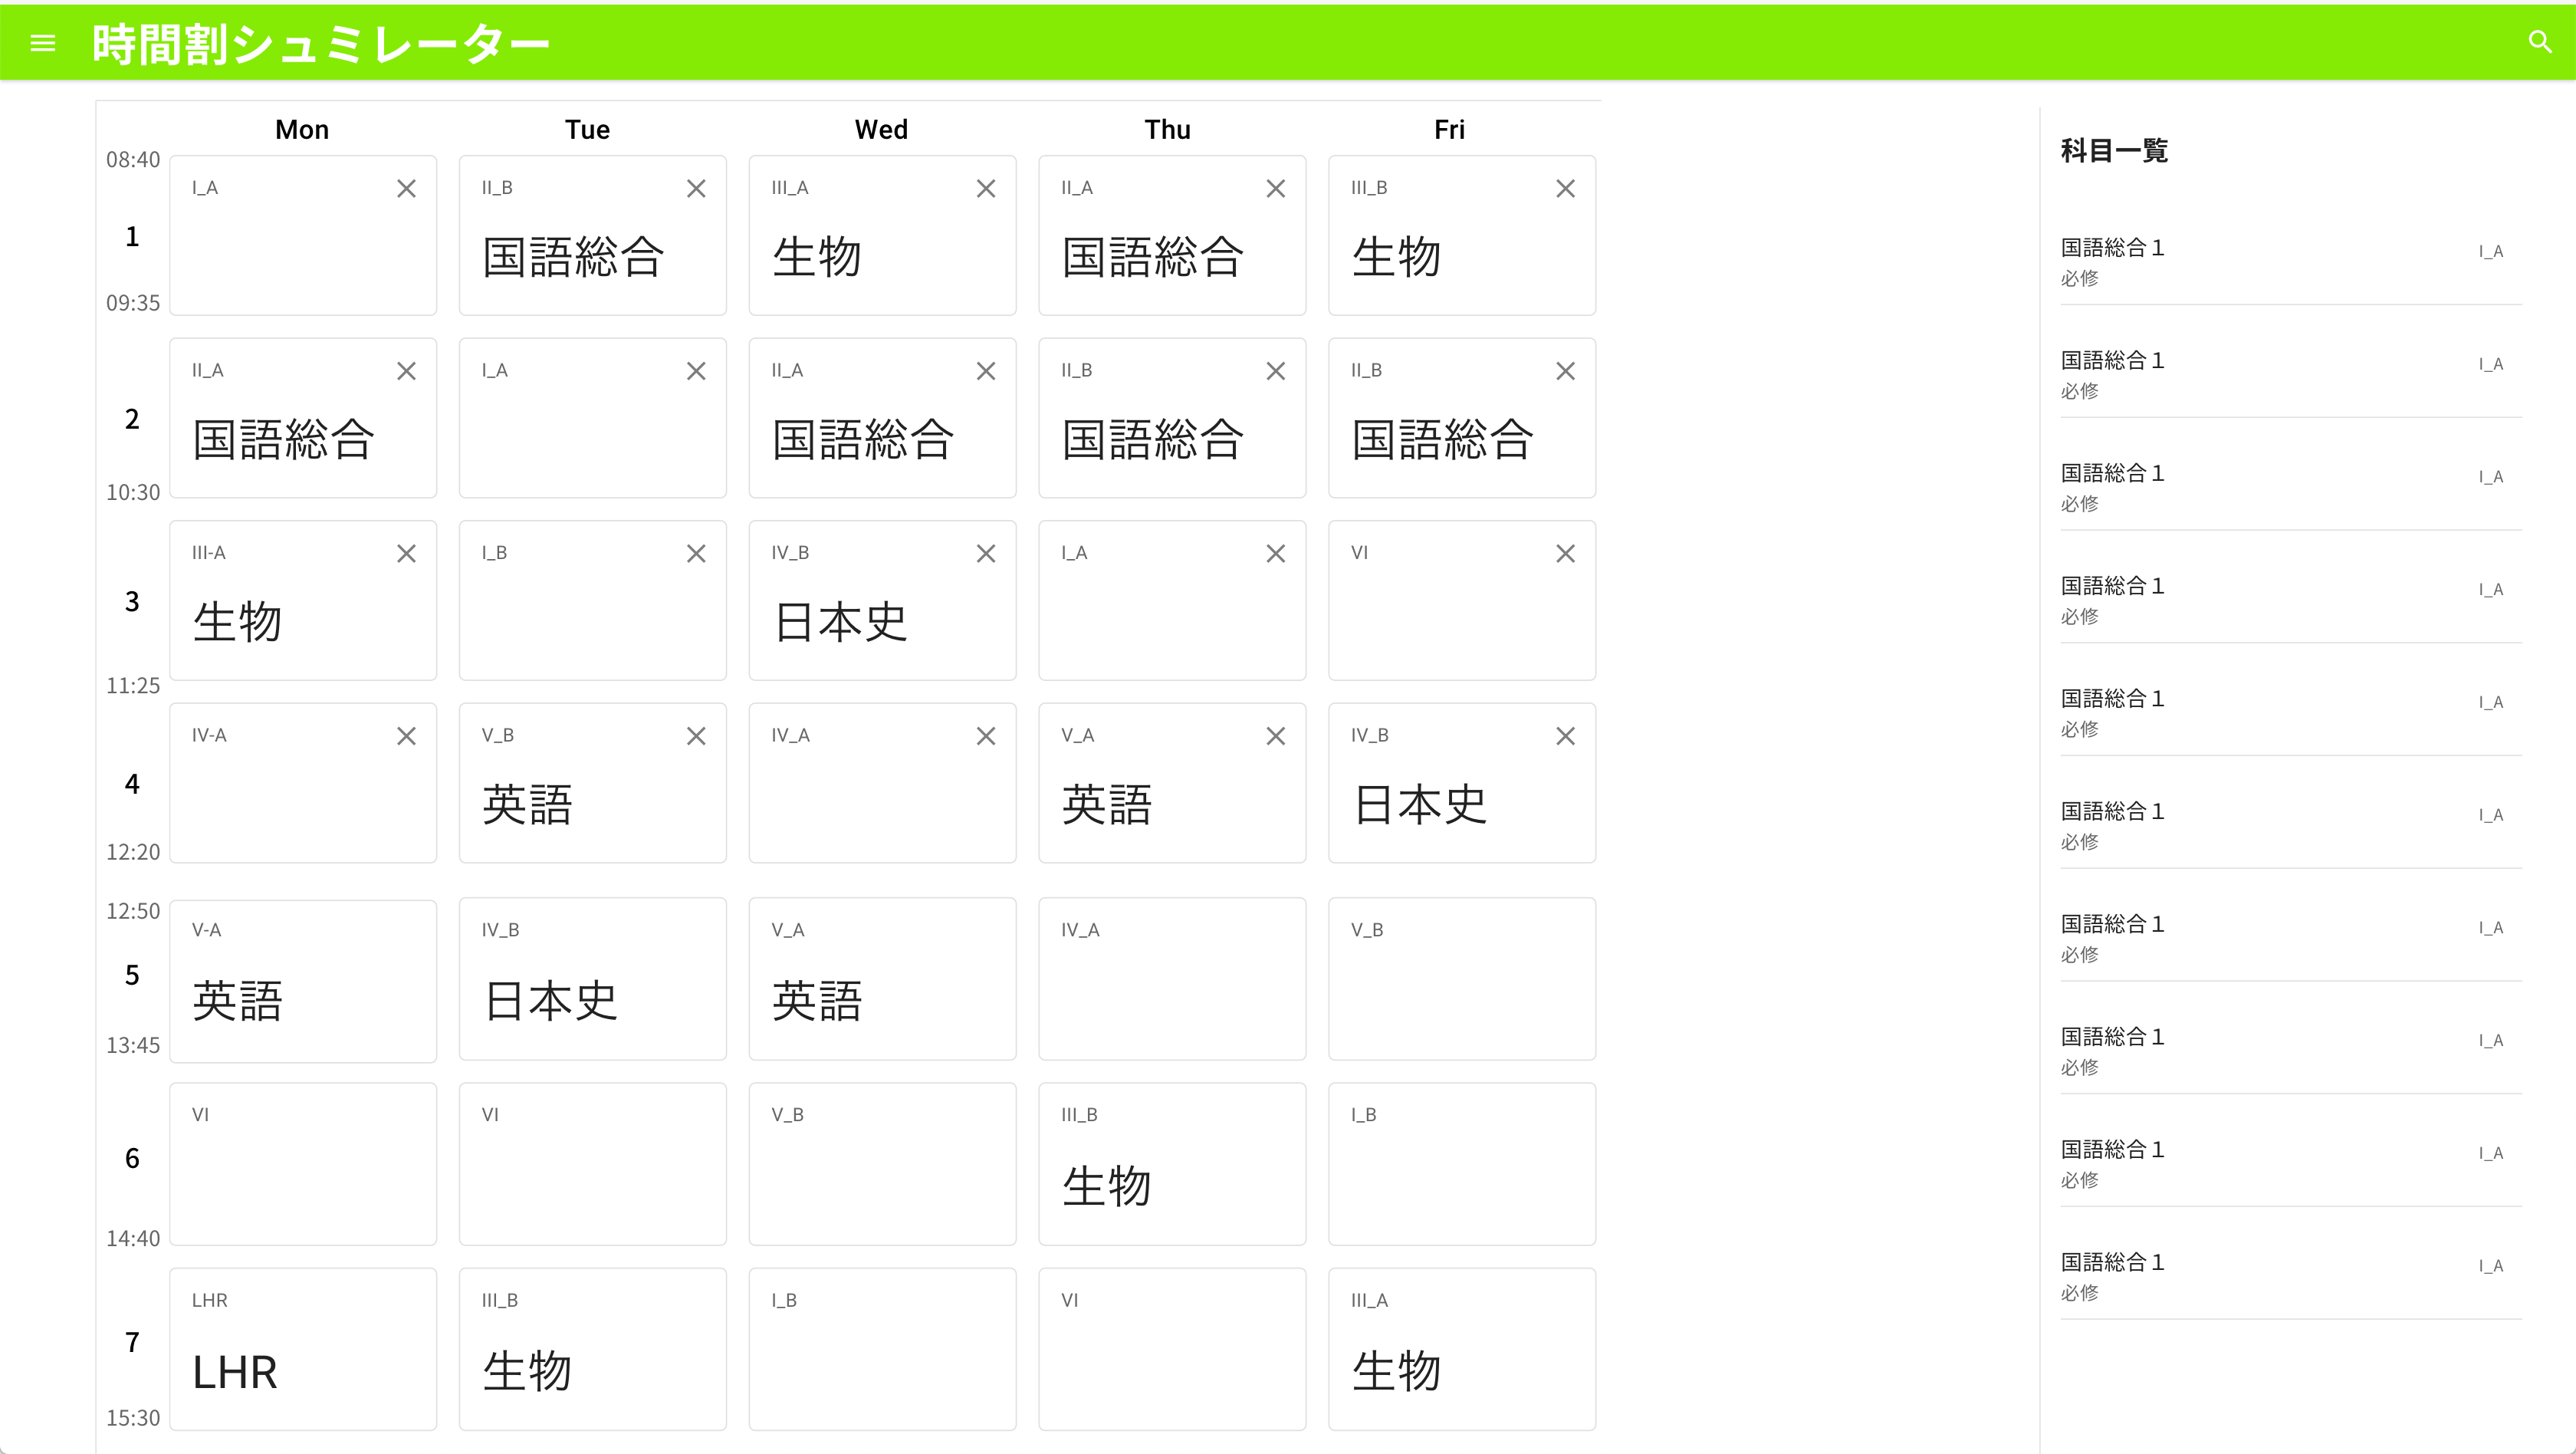 時間割シュミレーター
Mon Tue Wed Thu Fri
08:40
I_A II_B III_A II_A III_B
1
国語総合 生物 国語総合 生物
09:35
II_A I_A II_A II_B II_B
2
国語総合 国語総合 国語総合 国語総合
10:30
III-A I_B IV_B I_A VI
3
生物 日本史
11:25
IV-A V_B IV_A V_A IV_B
4
英語 英語 日本史
12:20
12:50
V-A IV_B V_A IV_A V_B
5
英語 日本史 英語
13:45
VI VI V_B III_B I_B
6
生物
14:40
LHR III_B I_B VI III_A
7
LHR 生物 生物
15:30
科目一覧
国語総合１ I_A
必修
国語総合１ I_A
必修
国語総合１ I_A
必修
国語総合１ I_A
必修
国語総合１ I_A
必修
国語総合１ I_A
必修
国語総合１ I_A
必修
国語総合１ I_A
必修
国語総合１ I_A
必修
国語総合１ I_A
必修